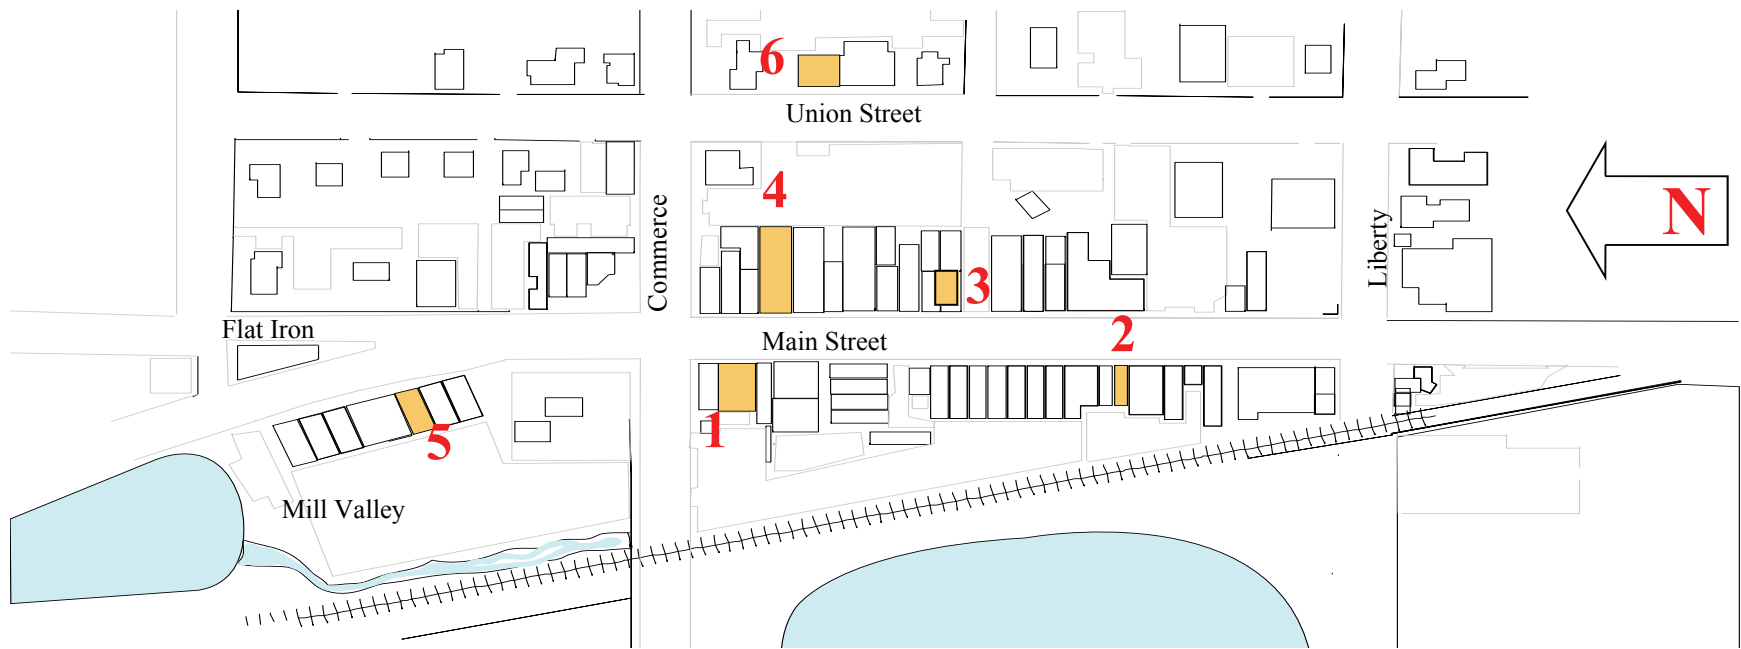 6
Union Street
4
Commerce
Liberty
N
3
Flat Iron
Main Street
2
1
5
Mill Valley